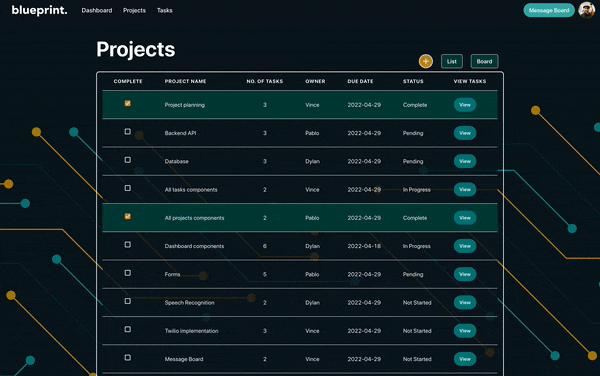 blueprint. Dashboard Projects Tasks Message Board
Projects
+ List Board
COMPLETE PROJECT NAME NO. OF TASKS OWNER DUE DATE STATUS VIEW TASKS
Project planning 3 Vince 2022-04-29 Complete View
Backend API 3 Pablo 2022-04-29 Pending View
Database 3 Dylan 2022-04-29 Pending View
All tasks components 2 Vince 2022-04-29 In Progress View
All projects components 2 Pablo 2022-04-29 Complete View
Dashboard components 6 Dylan 2022-04-18 In Progress View
Forms 5 Pablo 2022-04-29 Pending View
Speech Recognition 2 Dylan 2022-04-29 Not Started View
Twilio implementation 3 Vince 2022-04-29 Not Started View
Message Board 2 Vince 2022-04-29 Not Started View